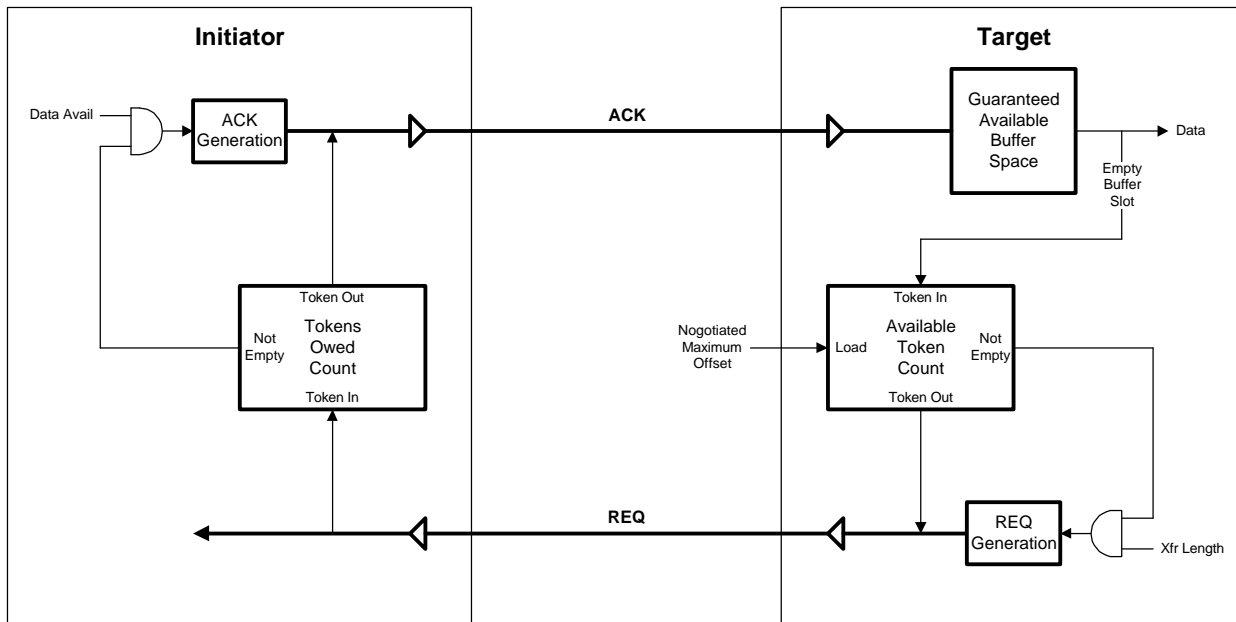 Initiator
Target
Data Avail
ACK
Generation
ACK
Guaranteed
Available
Buffer
Space
Data
Empty
Buffer
Slot
Token Out
Tokens
Owed
Count
Not
Empty
Token In
Nogotiated
Maximum
Offset
Token In
Load
Available
Token
Count
Not
Empty
Token Out
REQ
REQ
Generation
Xfr Length